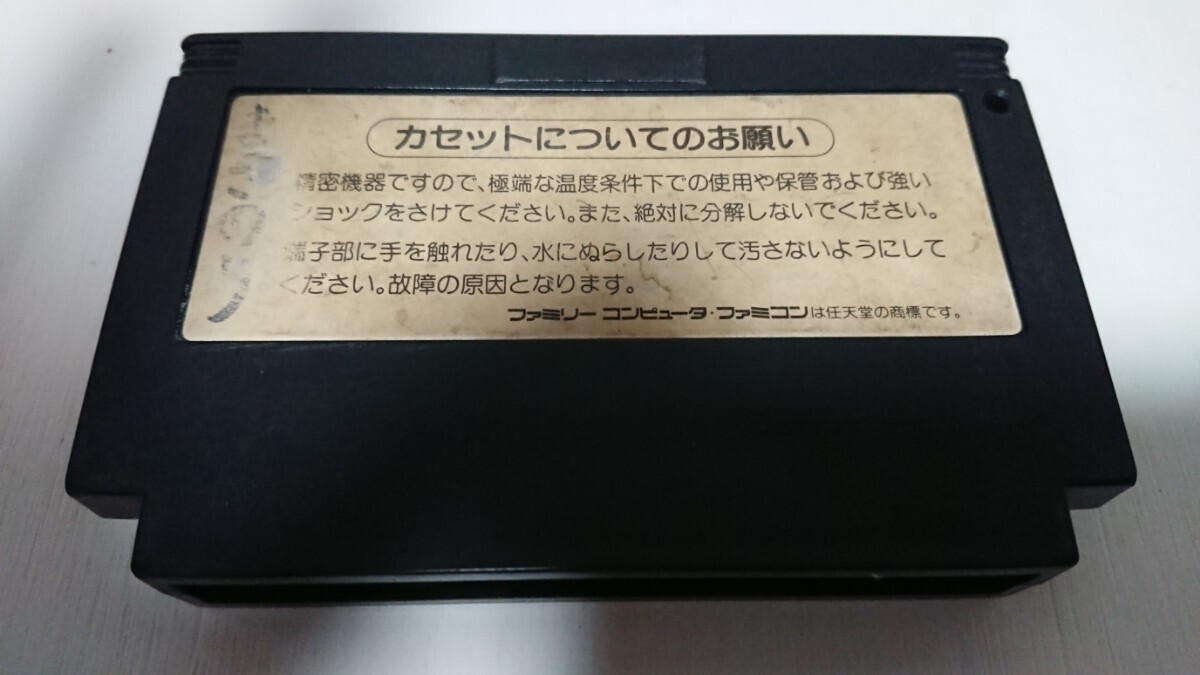 カセットについてのお願い
精密機器ですので、極端な温度条件下での使用や保管および強い
ショックをさけてください。また、絶対に分解しないでください。
端子部に手を触れたり、水にぬらしたりして汚さないようにして
ください。故障の原因となります。
ファミリー コンピュータ・ファミコンは任天堂の商標です。